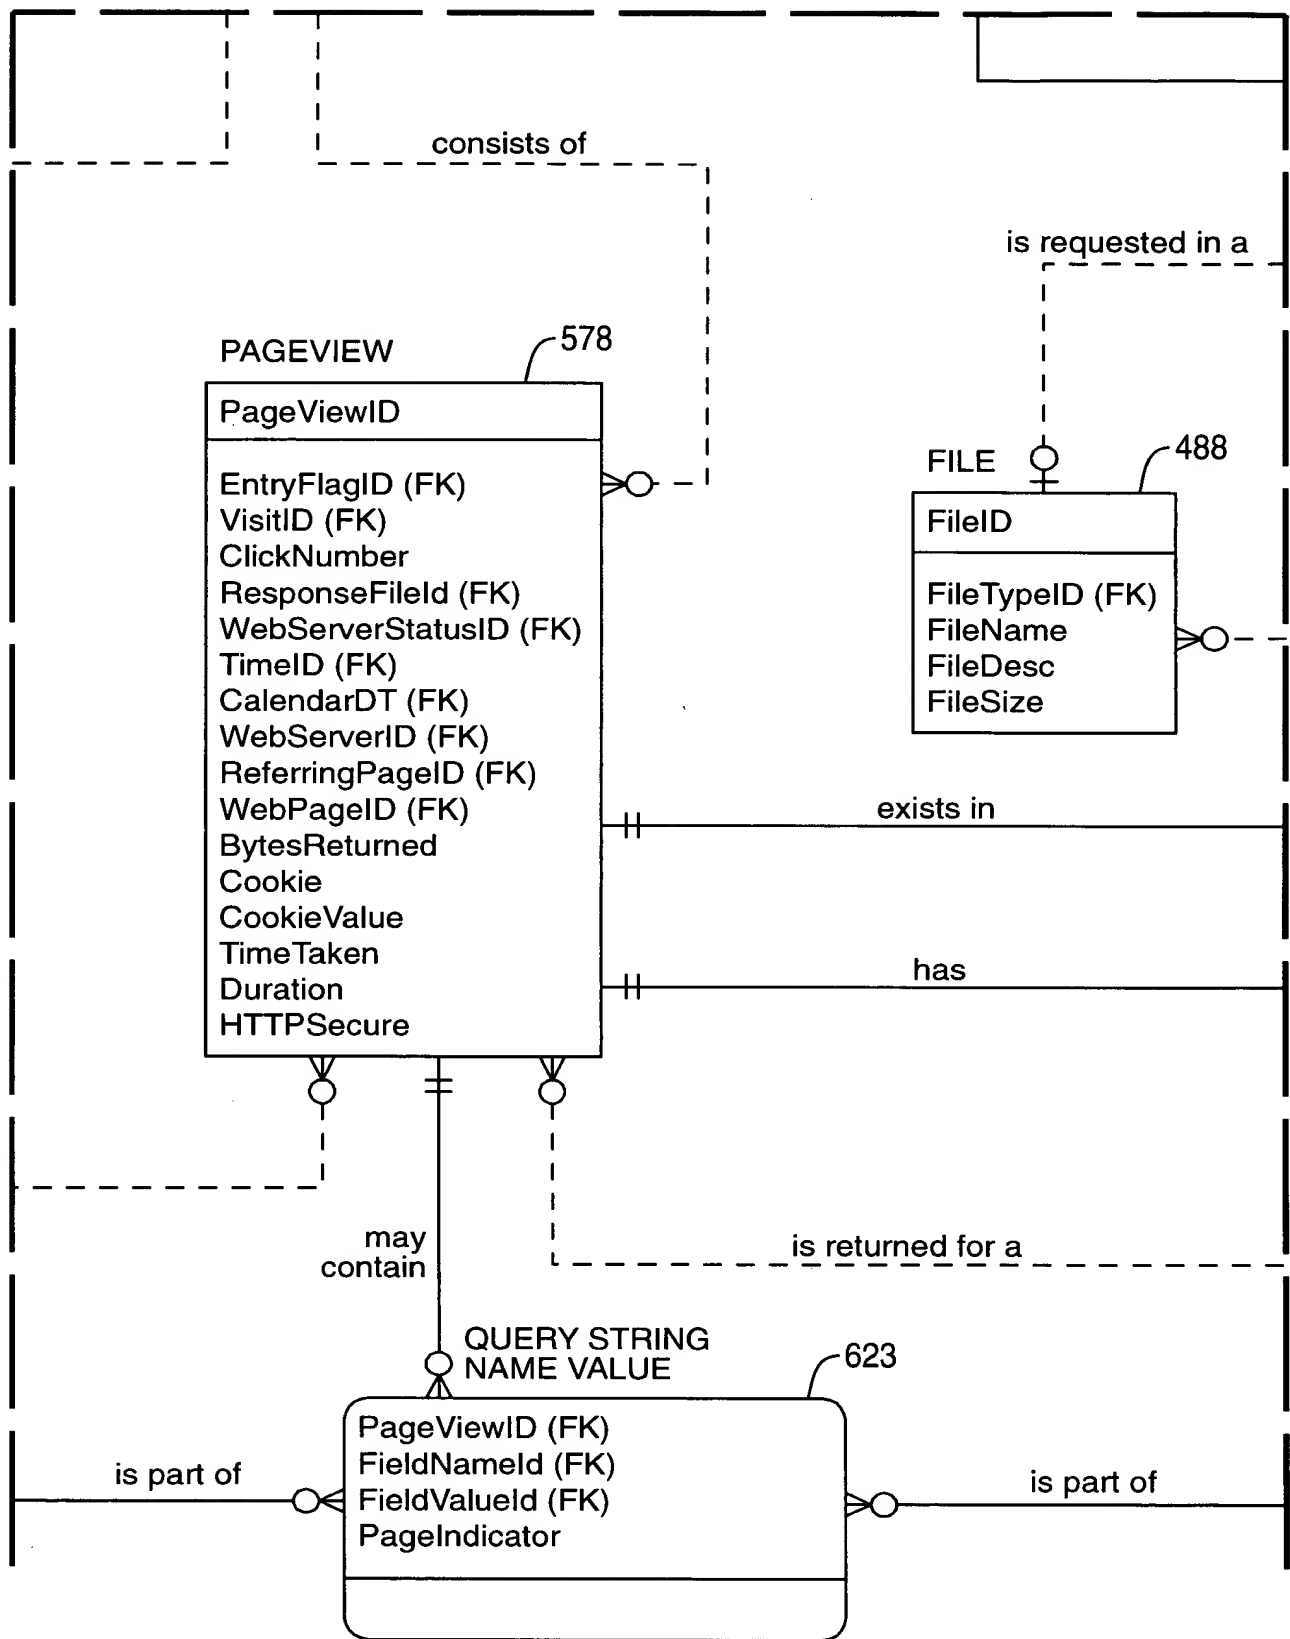 consists of
is requested in a
PAGEVIEW
578
PageViewID
EntryFlagID (FK)
VisitID (FK)
ClickNumber
ResponseFileId (FK)
WebServerStatusID (FK)
TimeID (FK)
CalendarDT (FK)
WebServerID (FK)
ReferringPageID (FK)
WebPageID (FK)
BytesReturned
Cookie
CookieValue
TimeTaken
Duration
HTTPSecure
FILE
488
FileID
FileTypeID (FK)
FileName
FileDesc
FileSize
exists in
has
may
contain
is returned for a
QUERY STRING
NAME VALUE
623
PageViewID (FK)
FieldNameId (FK)
FieldValueId (FK)
PageIndicator
is part of
is part of